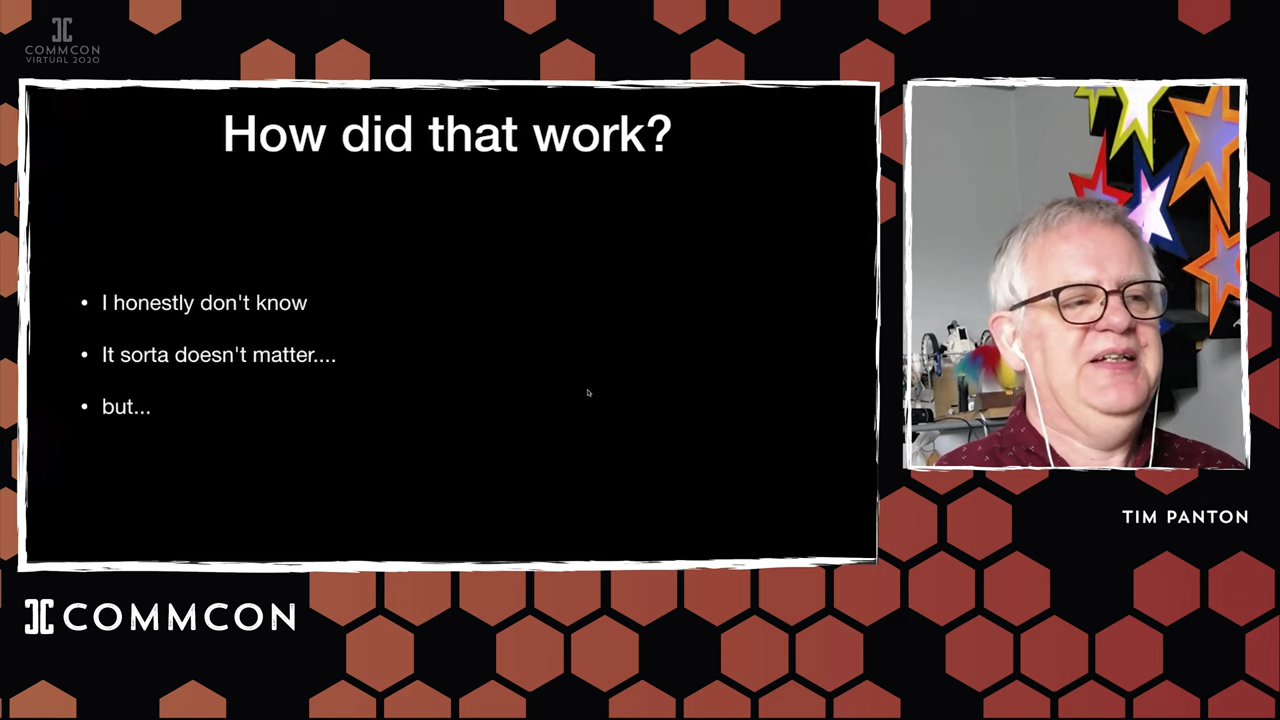 COMMCON
VIRTUAL 2020
How did that work?
• I honestly don't know
• It sorta doesn't matter....
• but...
TIM PANTON
COMMCON